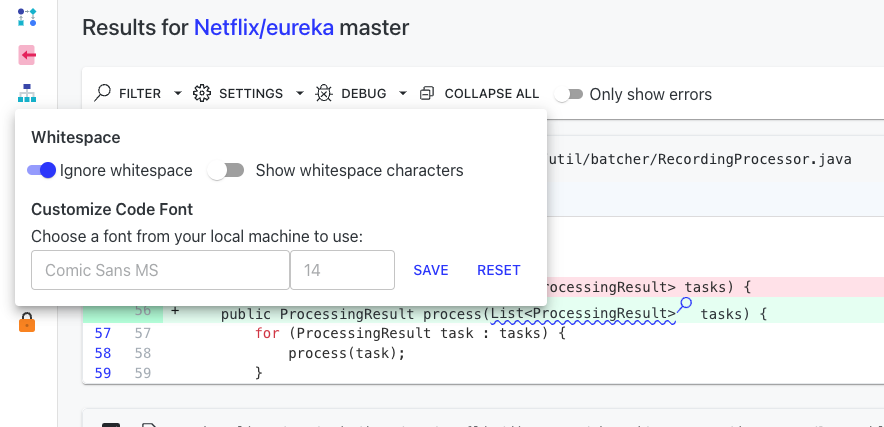 Results for Netflix/eureka master
FILTER SETTINGS DEBUG COLLAPSE ALL Only show errors
Whitespace
util/batcher/RecordingProcessor.java
Ignore whitespace Show whitespace characters
Customize Code Font
Choose a font from your local machine to use:
Comic Sans MS 14 SAVE RESET
ocessingResult> tasks) {
56 + public ProcessingResult process(List<ProcessingResult> tasks) {
57 57 for (ProcessingResult task : tasks) {
58 58 process(task);
59 59 }